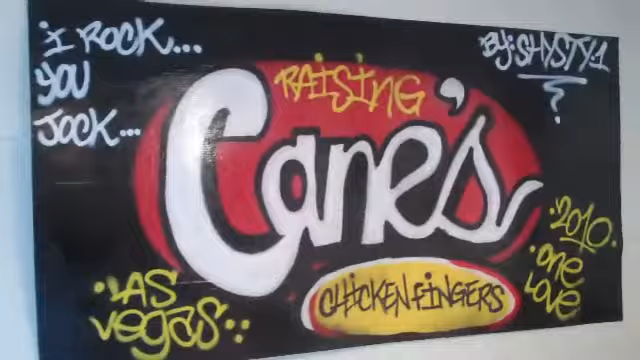 I ROCK...
YOU
JOCK...
BY: SHYSTY1
RAISING
Cane's
CHICKEN FINGERS
LAS
VEGAS
2010
ONE
LOVE